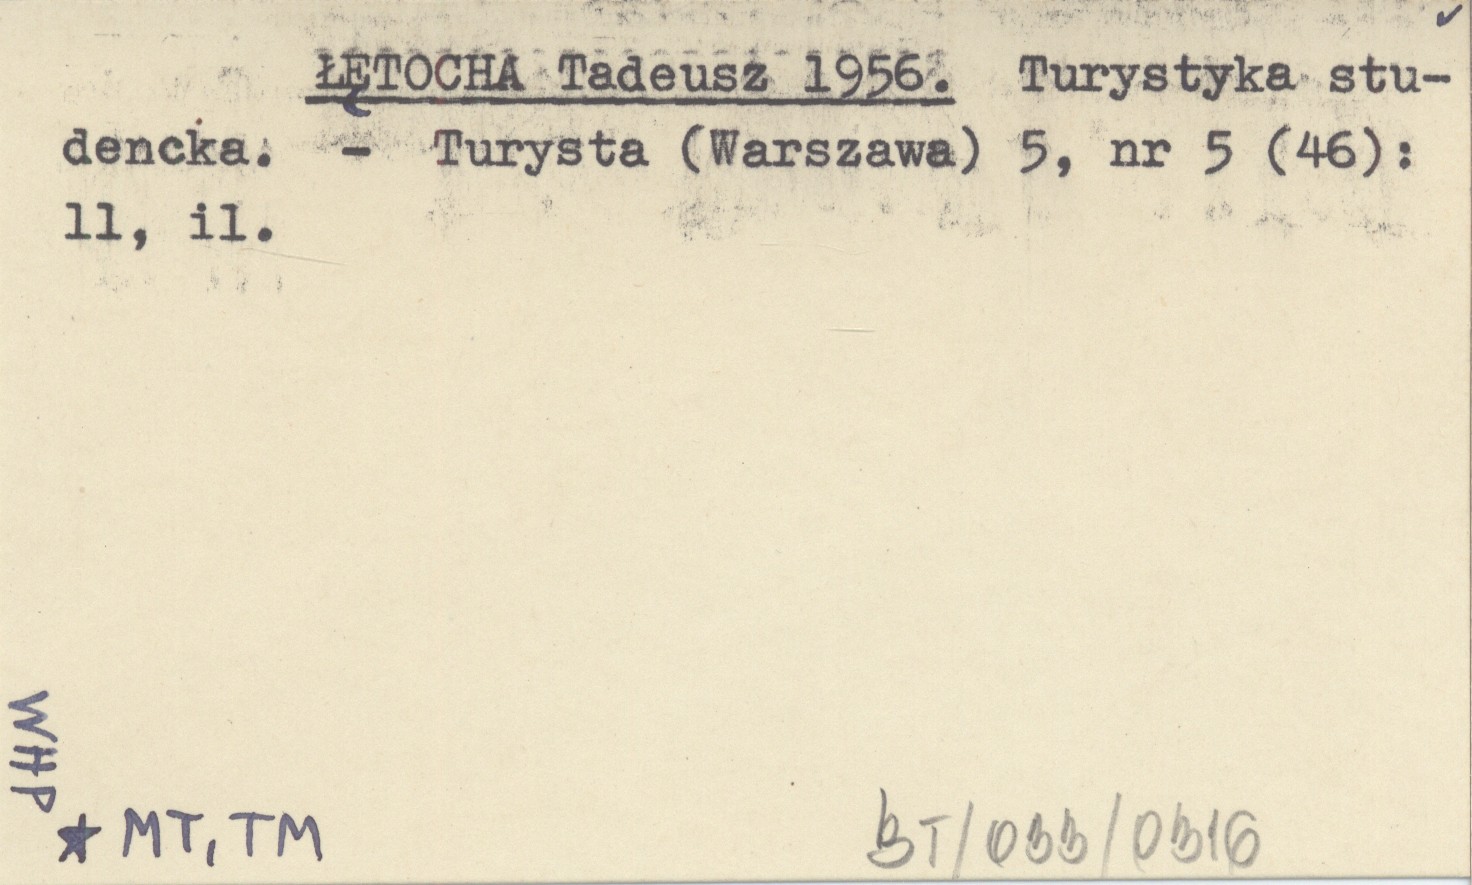 ŁĘTOCHA Tadeusz 1956. Turystyka stu-
dencka. - Turysta (Warszawa) 5, nr 5 (46):
11, il.
WHP
★ MT, TM
BT/033/0316